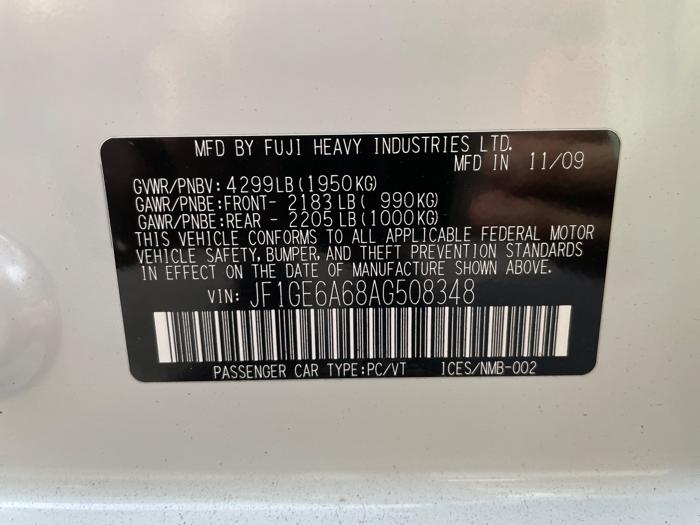 MFD BY FUJI HEAVY INDUSTRIES LTD.
MFD IN 11/09
GVWR/PNBV: 4299LB(1950KG)
GAWR/PNBE:FRONT- 2183LB( 990KG)
GAWR/PNBE:REAR - 2205LB(1000KG)
THIS VEHICLE CONFORMS TO ALL APPLICABLE FEDERAL MOTOR
VEHICLE SAFETY, BUMPER, AND THEFT PREVENTION STANDARDS
IN EFFECT ON THE DATE OF MANUFACTURE SHOWN ABOVE.
VIN: JF1GE6A68AG508348
PASSENGER CAR TYPE:PC/VT ICES/NMB-002